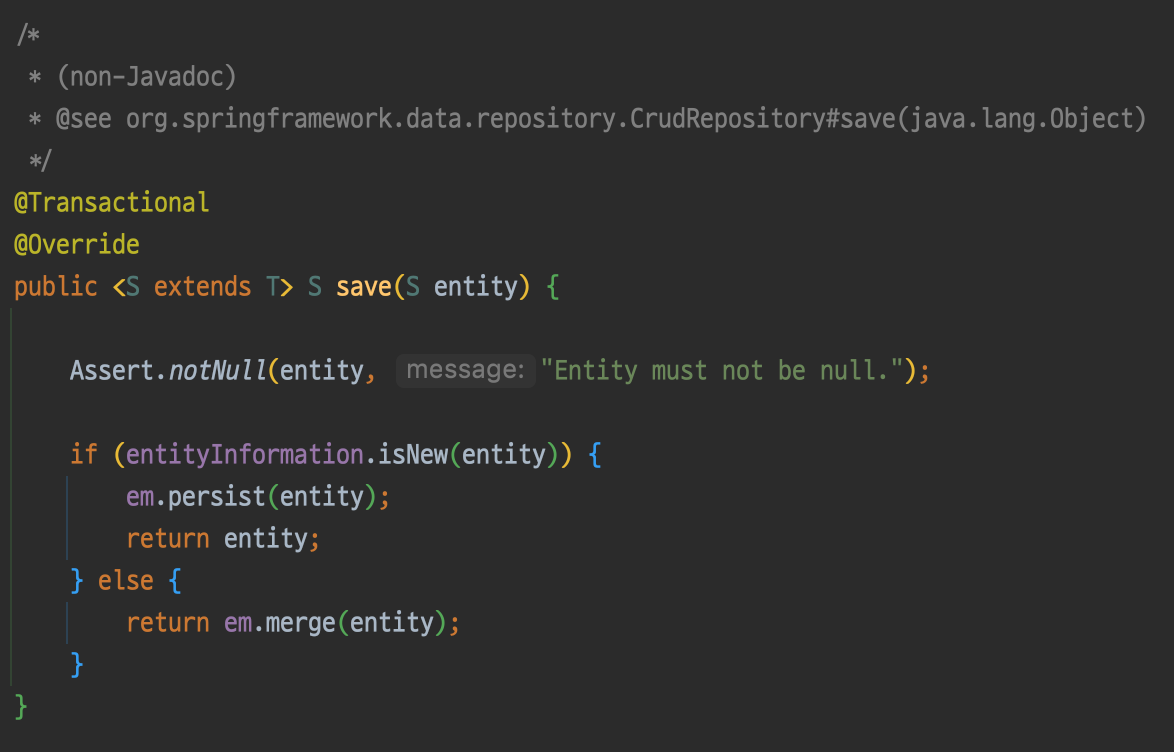 /*
 * (non-Javadoc)
 * @see org.springframework.data.repository.CrudRepository#save(java.lang.Object)
 */
@Transactional
@Override
public <S extends T> S save(S entity) {
    Assert.notNull(entity, message: "Entity must not be null.");
    if (entityInformation.isNew(entity)) {
        em.persist(entity);
        return entity;
    } else {
        return em.merge(entity);
    }
}